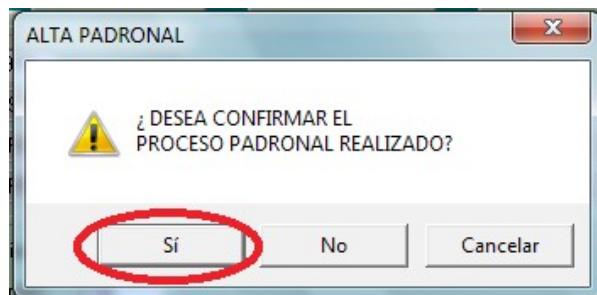 ALTA PADRONAL
¿ DESEA CONFIRMAR EL
PROCESO PADRONAL REALIZADO?
Sí
No
Cancelar